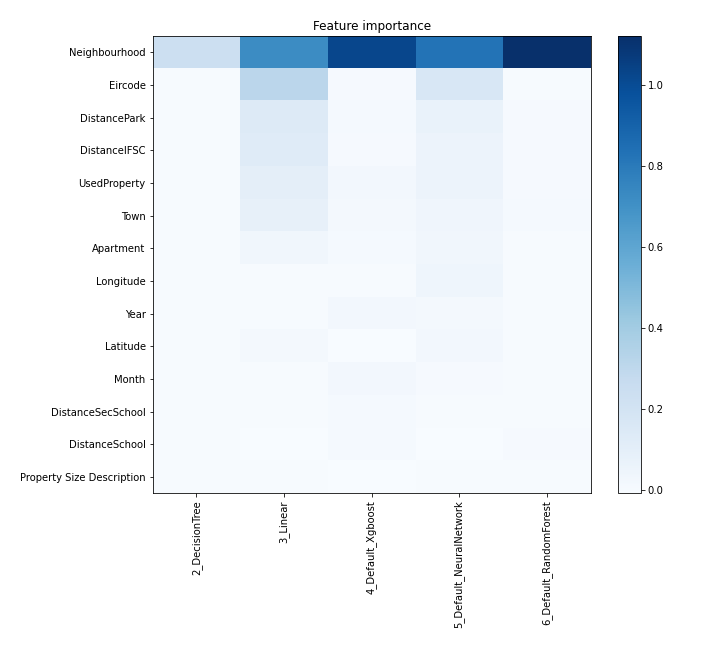 Feature importance
Neighbourhood
Eircode
DistancePark
DistanceIFSC
UsedProperty
Town
Apartment
Longitude
Year
Latitude
Month
DistanceSecSchool
DistanceSchool
Property Size Description
2_DecisionTree
3_Linear
4_Default_Xgboost
5_Default_NeuralNetwork
6_Default_RandomForest
1.0
0.8
0.6
0.4
0.2
0.0